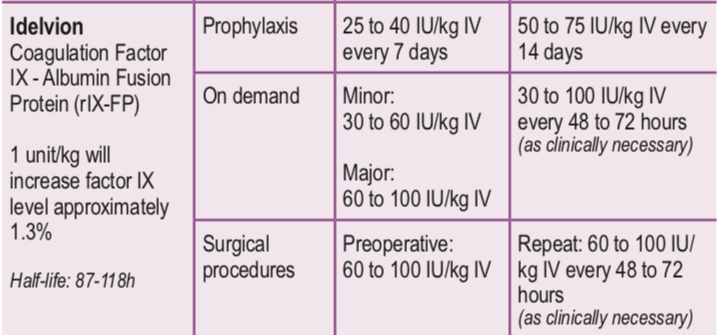 Idelvion
Coagulation Factor
IX - Albumin Fusion
Protein (rIX-FP)
1 unit/kg will
increase factor IX
level approximately
1.3%
Half-life: 87-118h
Prophylaxis
25 to 40 IU/kg IV
every 7 days
50 to 75 IU/kg IV every
14 days
On demand
Minor:
30 to 60 IU/kg IV
Major:
60 to 100 IU/kg IV
30 to 100 IU/kg IV
every 48 to 72 hours
(as clinically necessary)
Surgical
procedures
Preoperative:
60 to 100 IU/kg IV
Repeat: 60 to 100 IU/
kg IV every 48 to 72
hours
(as clinically necessary)